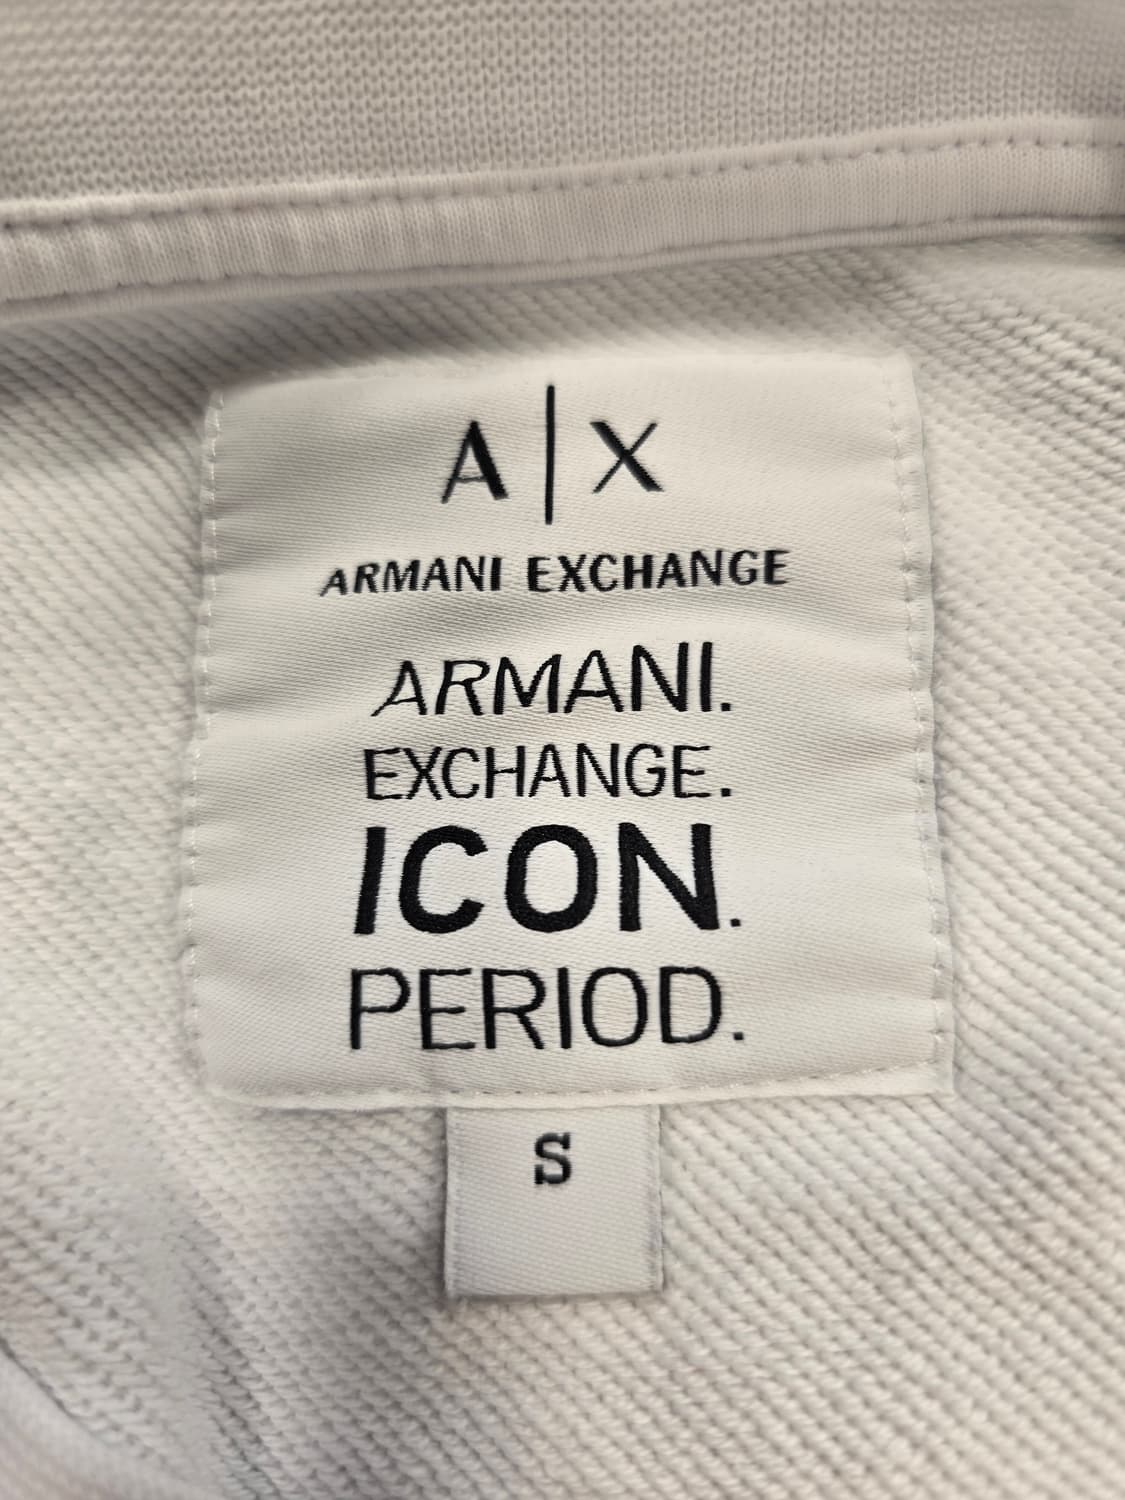 A|X
ARMANI EXCHANGE
ARMANI.
EXCHANGE.
ICON.
PERIOD.
S